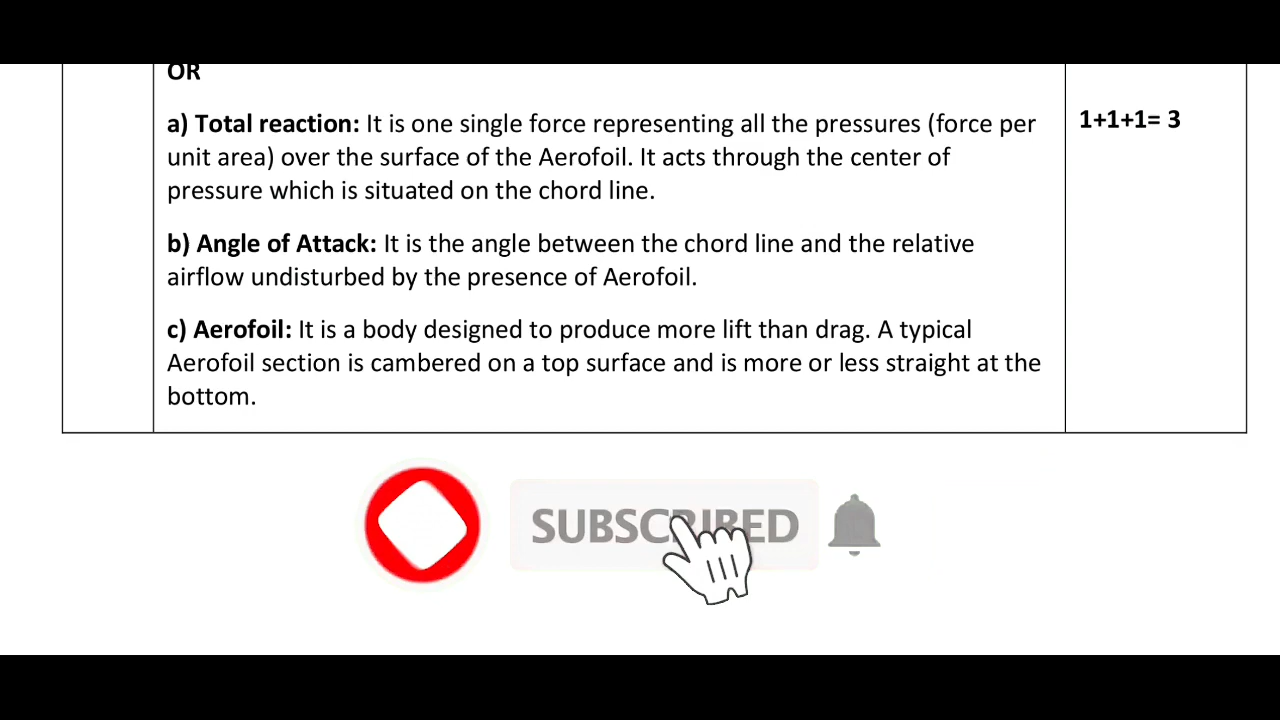 OR
a) Total reaction: It is one single force representing all the pressures (force per
1+1+1= 3
unit area) over the surface of the Aerofoil. It acts through the center of
pressure which is situated on the chord line.
b) Angle of Attack: It is the angle between the chord line and the relative
airflow undisturbed by the presence of Aerofoil.
c) Aerofoil: It is a body designed to produce more lift than drag. A typical
Aerofoil section is cambered on a top surface and is more or less straight at the
bottom.
SUBSCRIBED